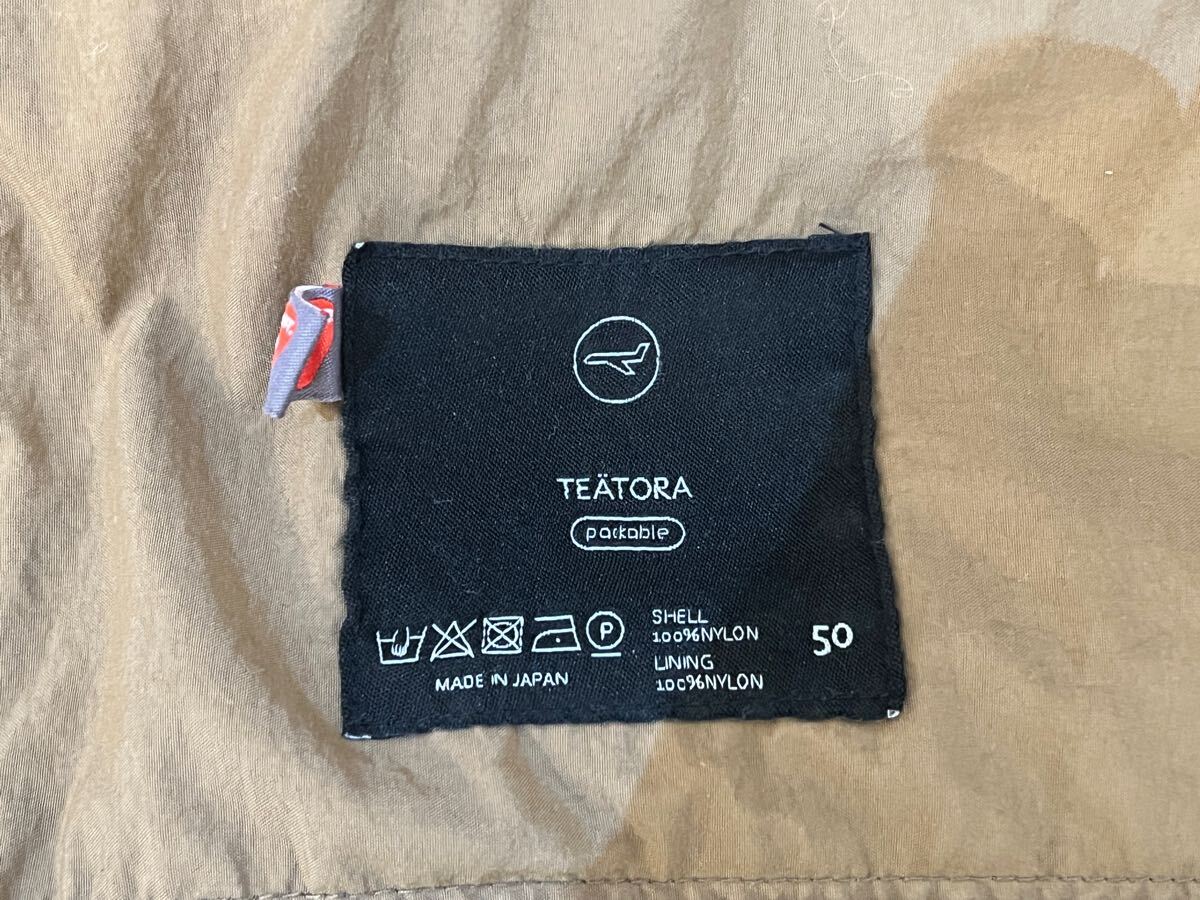 TEÄTORA
packable
P
SHELL
100%NYLON
LINING
100%NYLON
50
MADE IN JAPAN